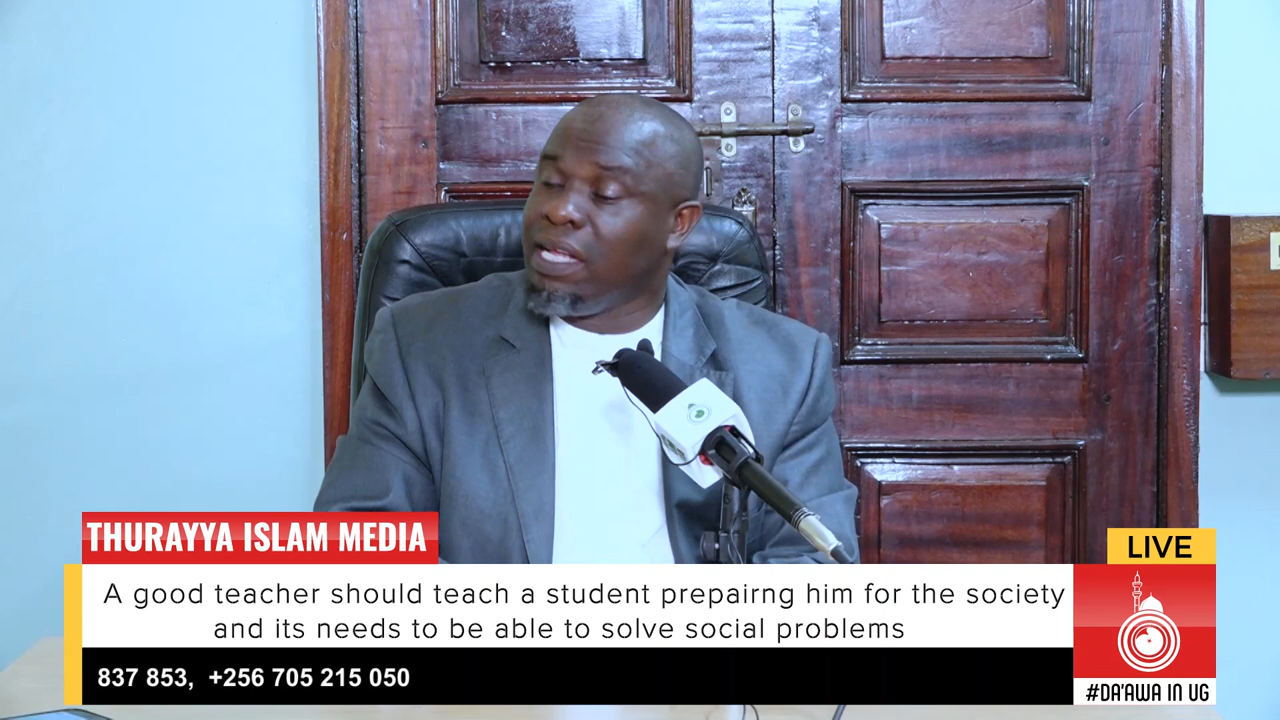 THURAYYA ISLAM MEDIA
LIVE
A good teacher should teach a student prepairng him for the society
and its needs to be able to solve social problems
837 853, +256 705 215 050
#DA'AWA IN UG